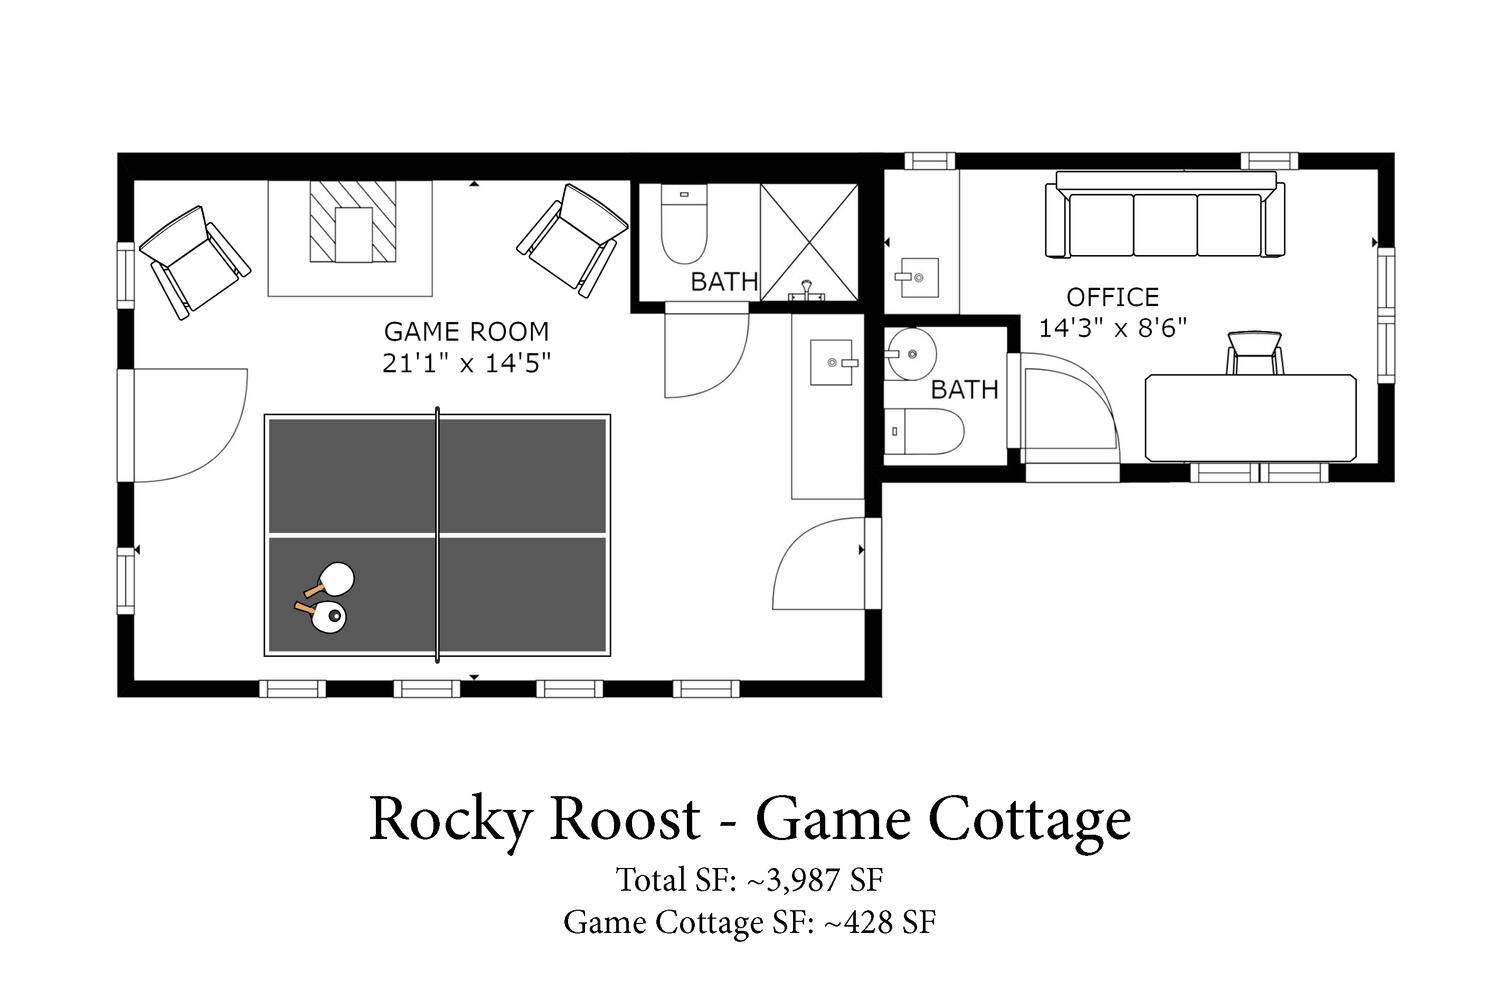 BATH
GAME ROOM
21'1" x 14'5"
OFFICE
14'3" x 8'6"
BATH
Rocky Roost - Game Cottage
Total SF: ~3,987 SF
Game Cottage SF: ~428 SF